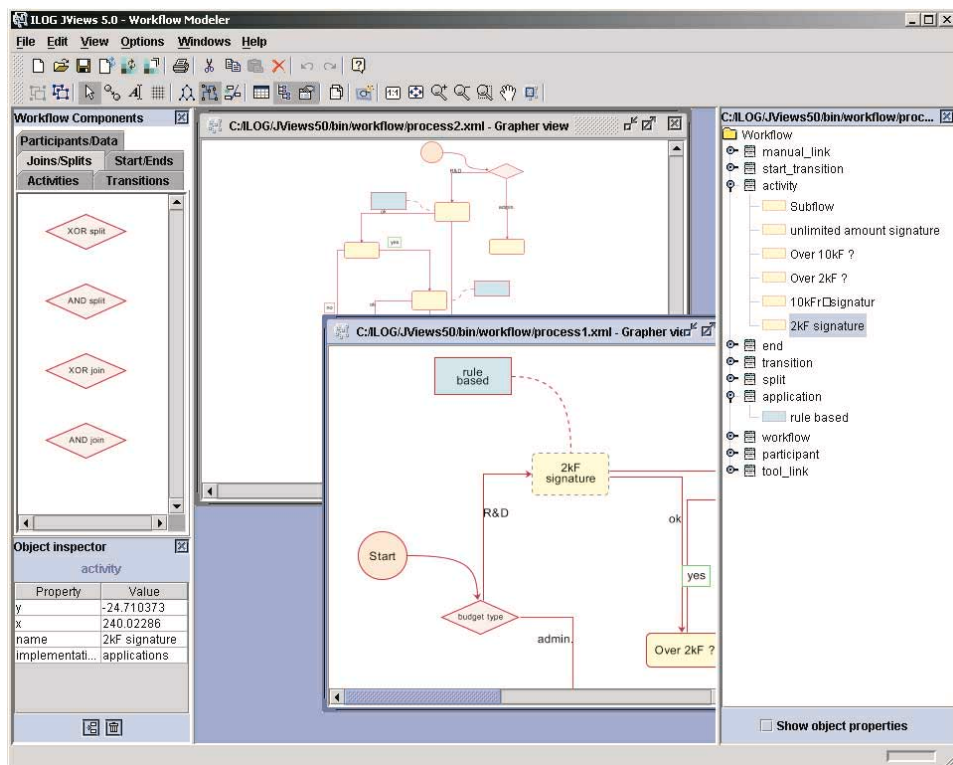 ILOG JViews 5.0 - Workflow Modeler
File Edit View Options Windows Help
Workflow Components
Participants/Data
Joins/Splits Start/Ends
Activities Transitions
XOR split
AND split
XOR join
AND join
Object inspector
activity
Property Value
y -24.710373
x 240.02286
name 2kF signature
implementati... applications
C:/ILOG/JViews50/bin/workflow/process2.xml - Grapher view
R&D
admin.
ok
yes
C:/ILOG/JViews50/bin/workflow/process1.xml - Grapher view
rule
based
2kF
signature
R&D
ok
Start
yes
budget type
admin.
Over 2kF ?
C:/ILOG/JViews50/bin/workflow/proc...
Workflow
manual_link
start_transition
activity
Subflow
unlimited amount signature
Over 10kF ?
Over 2kF ?
10kFr□signatur
2kF signature
end
transition
split
application
rule based
workflow
participant
tool_link
Show object properties